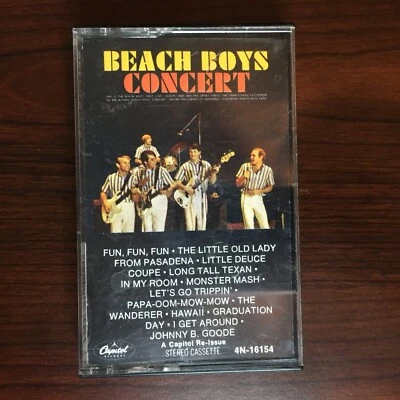 BEACH BOYS
CONCERT
FUN, FUN, FUN • THE LITTLE OLD LADY
FROM PASADENA • LITTLE DEUCE
COUPE • LONG TALL TEXAN •
IN MY ROOM • MONSTER MASH •
LET'S GO TRIPPIN' •
PAPA-OOM-MOW-MOW • THE
WANDERER • HAWAII • GRADUATION
DAY • I GET AROUND •
JOHNNY B. GOODE
A Capitol Re-Issue
Capitol
STEREO CASSETTE
4N-16154